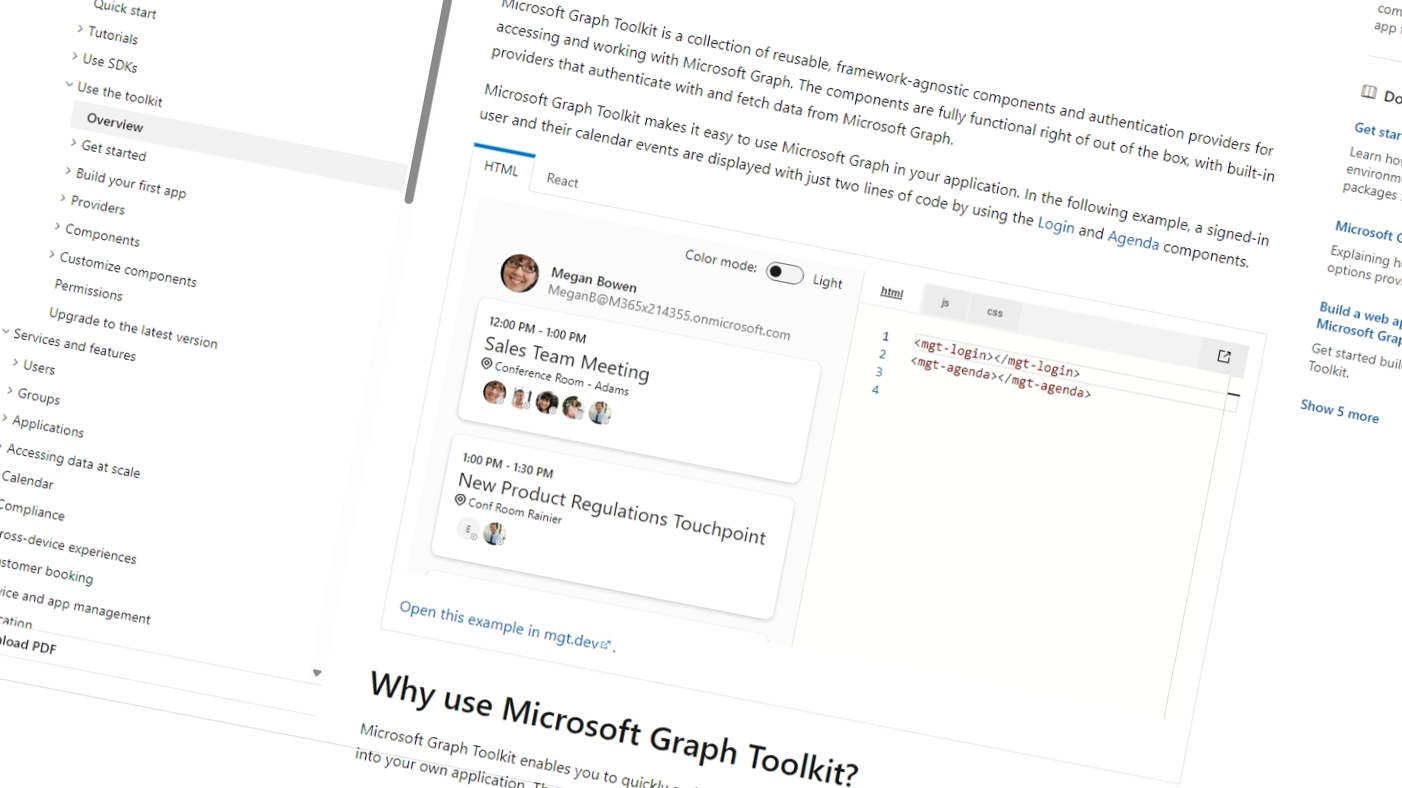 Quick start
Tutorials
Use SDKs
Use the toolkit
Overview
Get started
Build your first app
Providers
Components
Customize components
Permissions
Upgrade to the latest version
Services and features
Users
Groups
Applications
Accessing data at scale
Calendar
Compliance
ross-device experiences
stomer booking
vice and app management
cation
load PDF
Microsoft Graph Toolkit is a collection of reusable, framework-agnostic components and authentication providers for
accessing and working with Microsoft Graph. The components are fully functional right of out of the box, with built-in
providers that authenticate with and fetch data from Microsoft Graph.
Microsoft Graph Toolkit makes it easy to use Microsoft Graph in your application. In the following example, a signed-in
user and their calendar events are displayed with just two lines of code by using the Login and Agenda components.
HTML
React
Color mode: Light
Megan Bowen
MeganB@M365x214355.onmicrosoft.com
12:00 PM - 1:00 PM
Sales Team Meeting
Conference Room - Adams
1:00 PM - 1:30 PM
New Product Regulations Touchpoint
Conf Room Rainier
E
html
js
css
1 <mgt-login></mgt-login>
2 <mgt-agenda></mgt-agenda>
3
4
Open this example in mgt.dev.
Why use Microsoft Graph Toolkit?
Microsoft Graph Toolkit enables you to quickly
into your own application.
com
app
Do
Get star
Learn how
environm
packages
Microsoft G
Explaining h
options prov
Build a web ap
Microsoft Grap
Get started buil
Toolkit.
Show 5 more